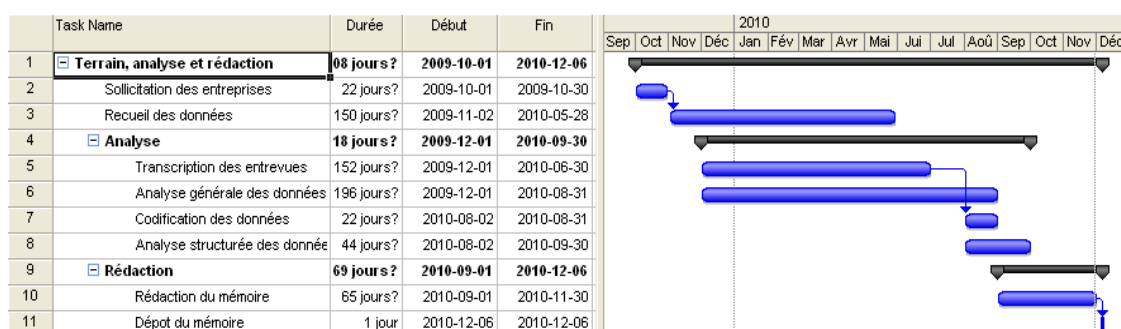 Task Name Durée Début Fin 2010
Sep Oct Nov Déc Jan Fév Mar Avr Mai Jui Jul Aoû Sep Oct Nov Déc
1 Terrain, analyse et rédaction 08 jours? 2009-10-01 2010-12-06
2 Sollicitation des entreprises 22 jours? 2009-10-01 2009-10-30
3 Recueil des données 150 jours? 2009-11-02 2010-05-28
4 Analyse 18 jours? 2009-12-01 2010-09-30
5 Transcription des entrevues 152 jours? 2009-12-01 2010-06-30
6 Analyse générale des données 196 jours? 2009-12-01 2010-08-31
7 Codification des données 22 jours? 2010-08-02 2010-08-31
8 Analyse structurée des donnée 44 jours? 2010-08-02 2010-09-30
9 Rédaction 69 jours? 2010-09-01 2010-12-06
10 Rédaction du mémoire 65 jours? 2010-09-01 2010-11-30
11 Dépot du mémoire 1 jour 2010-12-06 2010-12-06